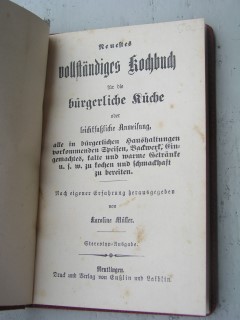 Neuestes
vollständiges Kochbuch
für die
bürgerliche Küche
oder
leichtfaßliche Anweisung,
alle in bürgerlichen Haushaltungen
vorkommenden Speisen, Backwerk, Ein-
gemachtes, kalte und warme Getränke
u. s. w. zu kochen und schmackhaft
zu bereiten.
Nach eigener Erfahrung herausgegeben
von
Karoline Müller.
Stereotyp-Ausgabe.
Reutlingen.
Druck und Verlag von Enßlin und Laiblin.